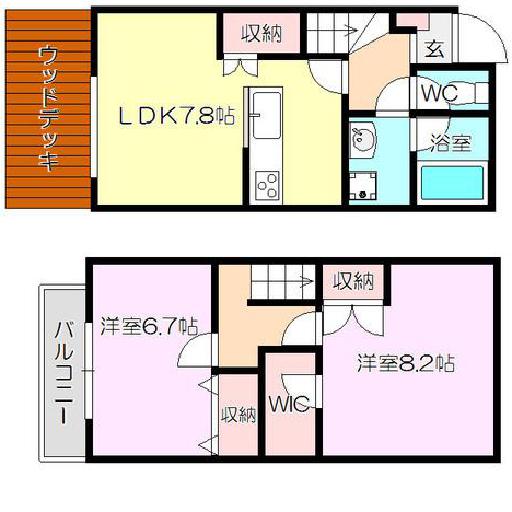 収納
玄
ウッドデッキ
LDK7.8帖
WC
浴室
収納
バルコニー
洋室6.7帖
洋室8.2帖
収納
WIC